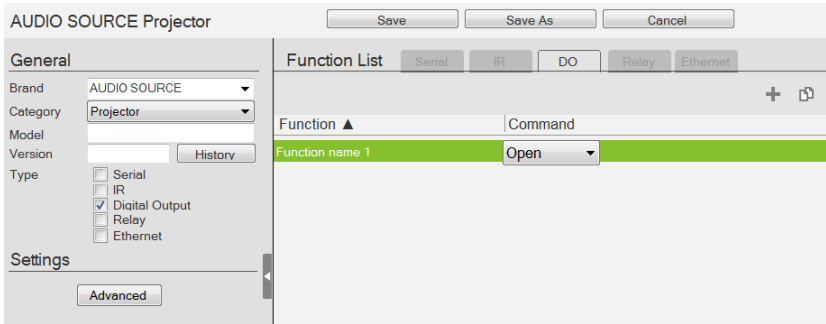 AUDIO SOURCE Projector
Save
Save As
Cancel
General
Brand
AUDIO SOURCE
Category
Projector
Model
Version
History
Type
Serial
IR
Digital Output
Relay
Ethernet
Settings
Advanced
Function List
Serial
IR
DO
Relay
Ethernet
Function ▲
Command
Function name 1
Open